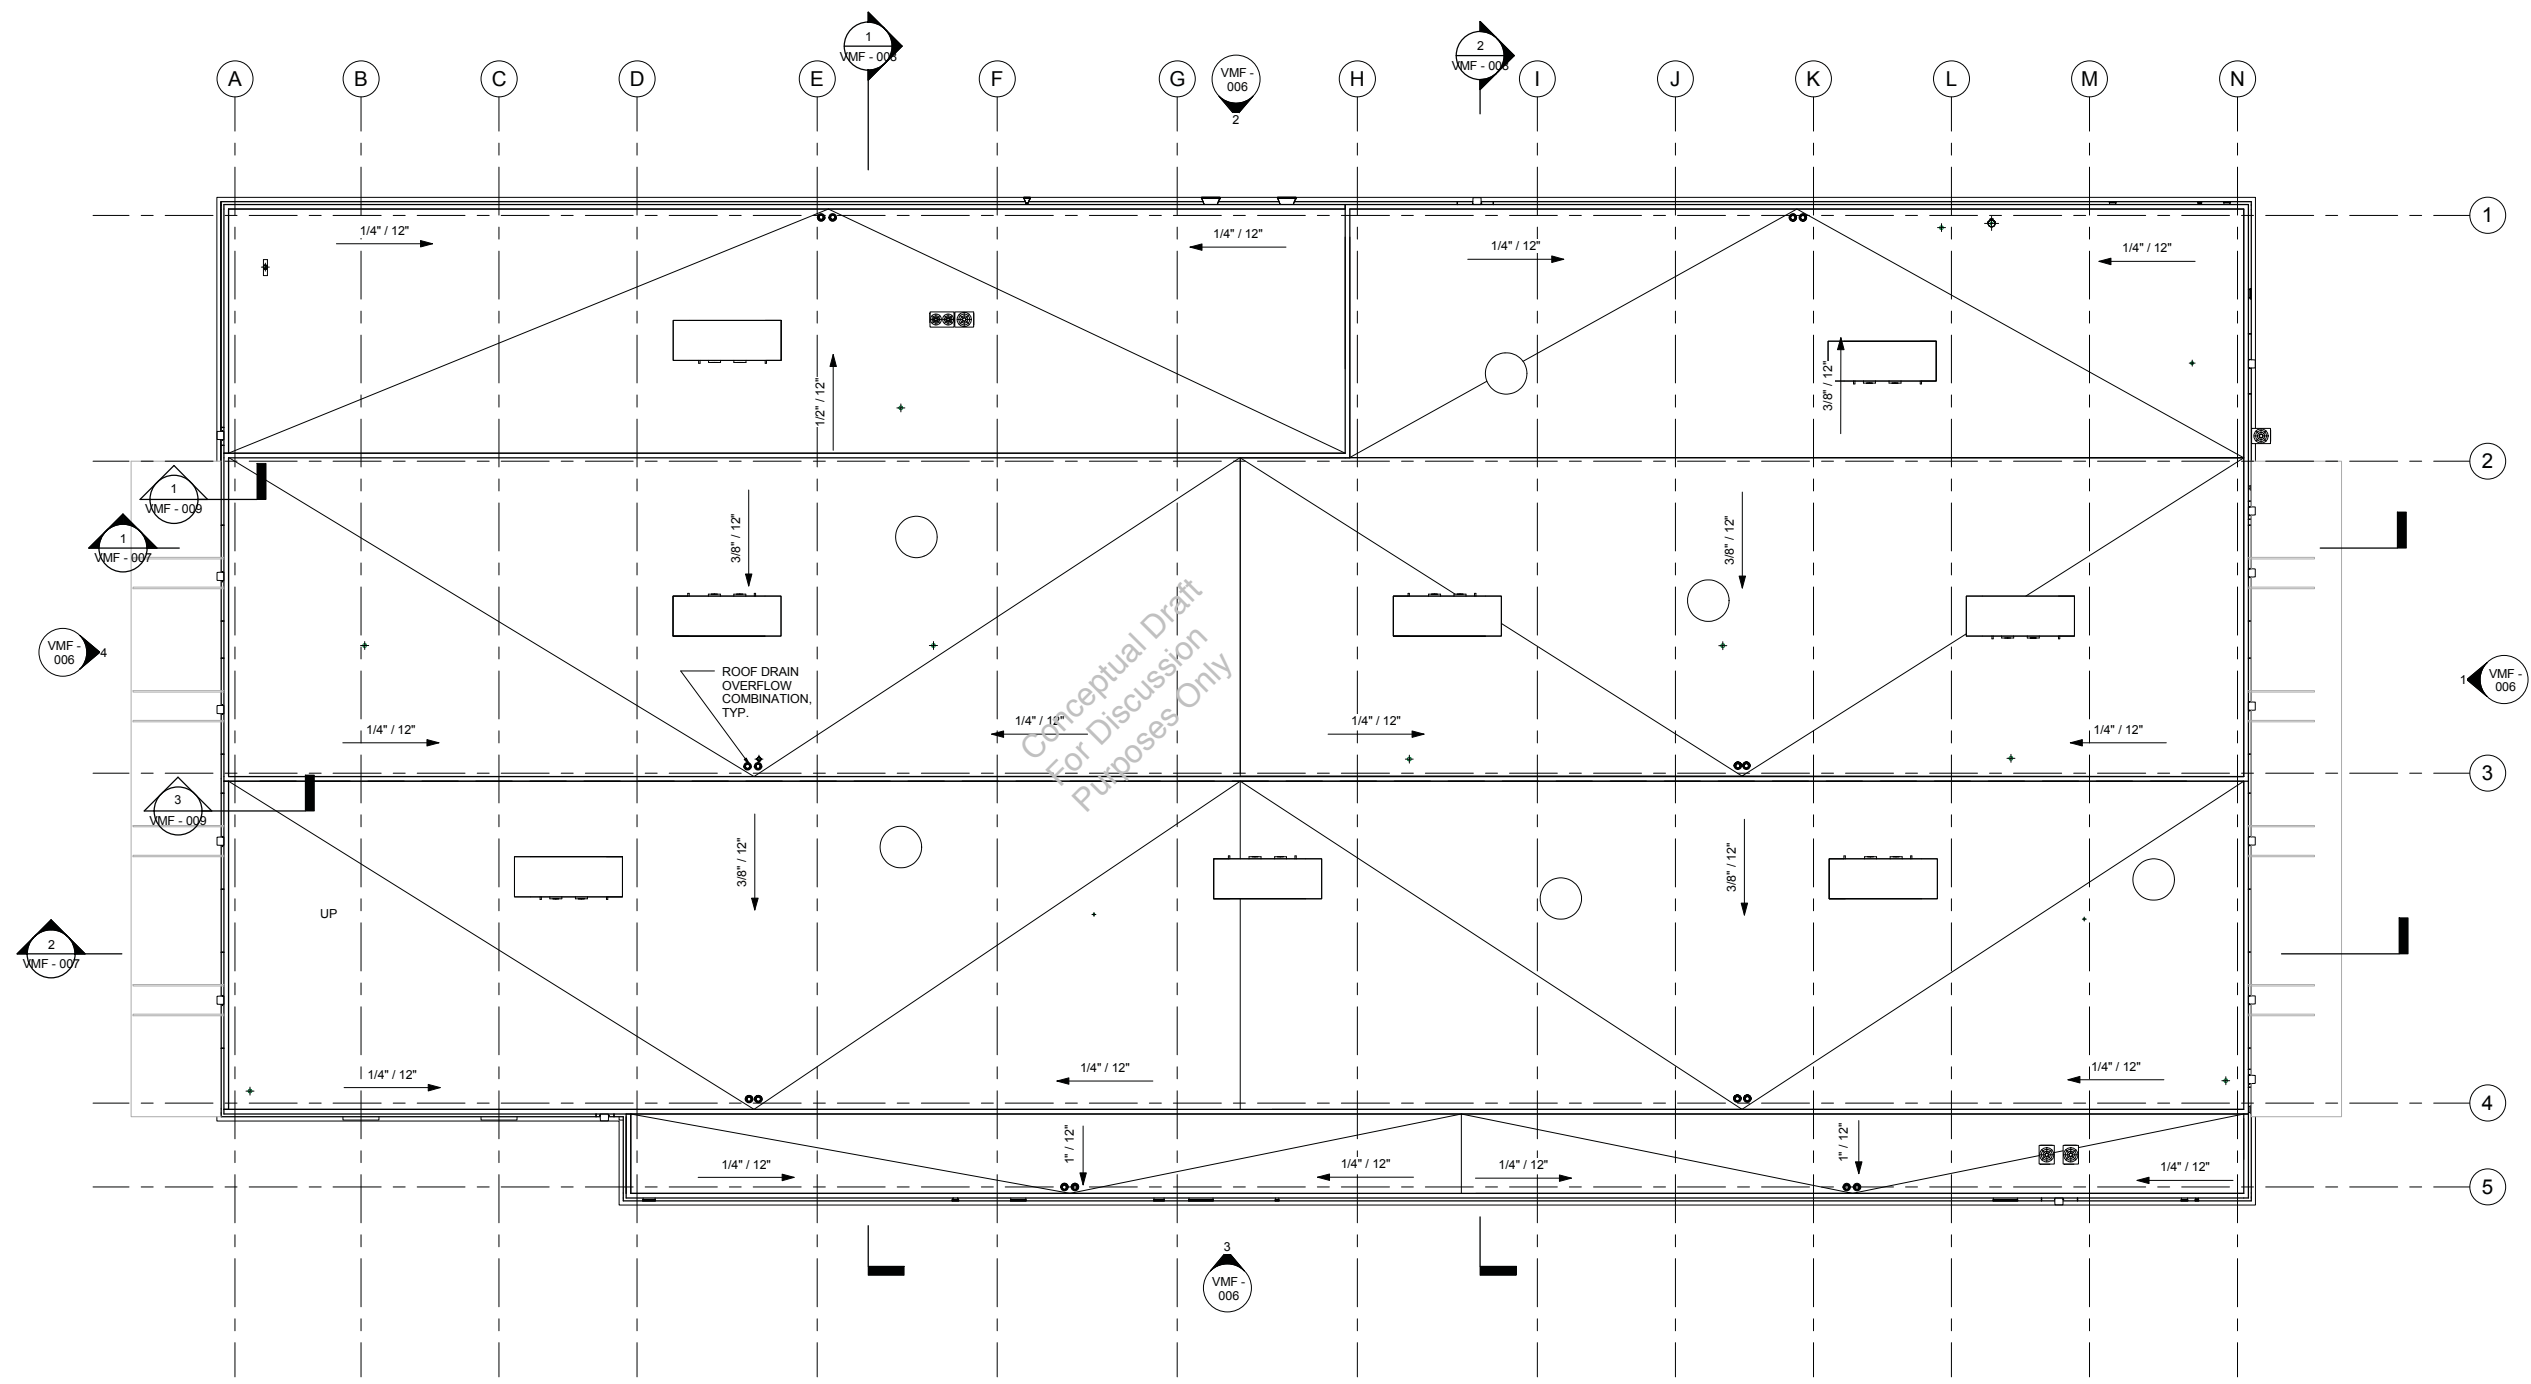 1
VMF - 008
2
VMF - 008
A
B
C
D
E
F
G
VMF -
006
2
H
I
J
K
L
M
N
1
1/4" / 12"
1/4" / 12"
1/4" / 12"
1/4" / 12"
1/2" / 12"
3/8" / 12"
2
1
VMF - 009
1
VMF - 007
3/8" / 12"
3/8" / 12"
VMF -
006
4
1
VMF -
006
Conceptual Draft
For Discussion
Purposes Only
ROOF DRAIN
OVERFLOW
COMBINATION,
TYP.
1/4" / 12"
1/4" / 12"
1/4" / 12"
1/4" / 12"
3
3
VMF - 009
3/8" / 12"
3/8" / 12"
UP
2
VMF - 007
1/4" / 12"
1/4" / 12"
1/4" / 12"
4
1" / 12"
1" / 12"
1/4" / 12"
1/4" / 12"
1/4" / 12"
1/4" / 12"
5
3
VMF -
006